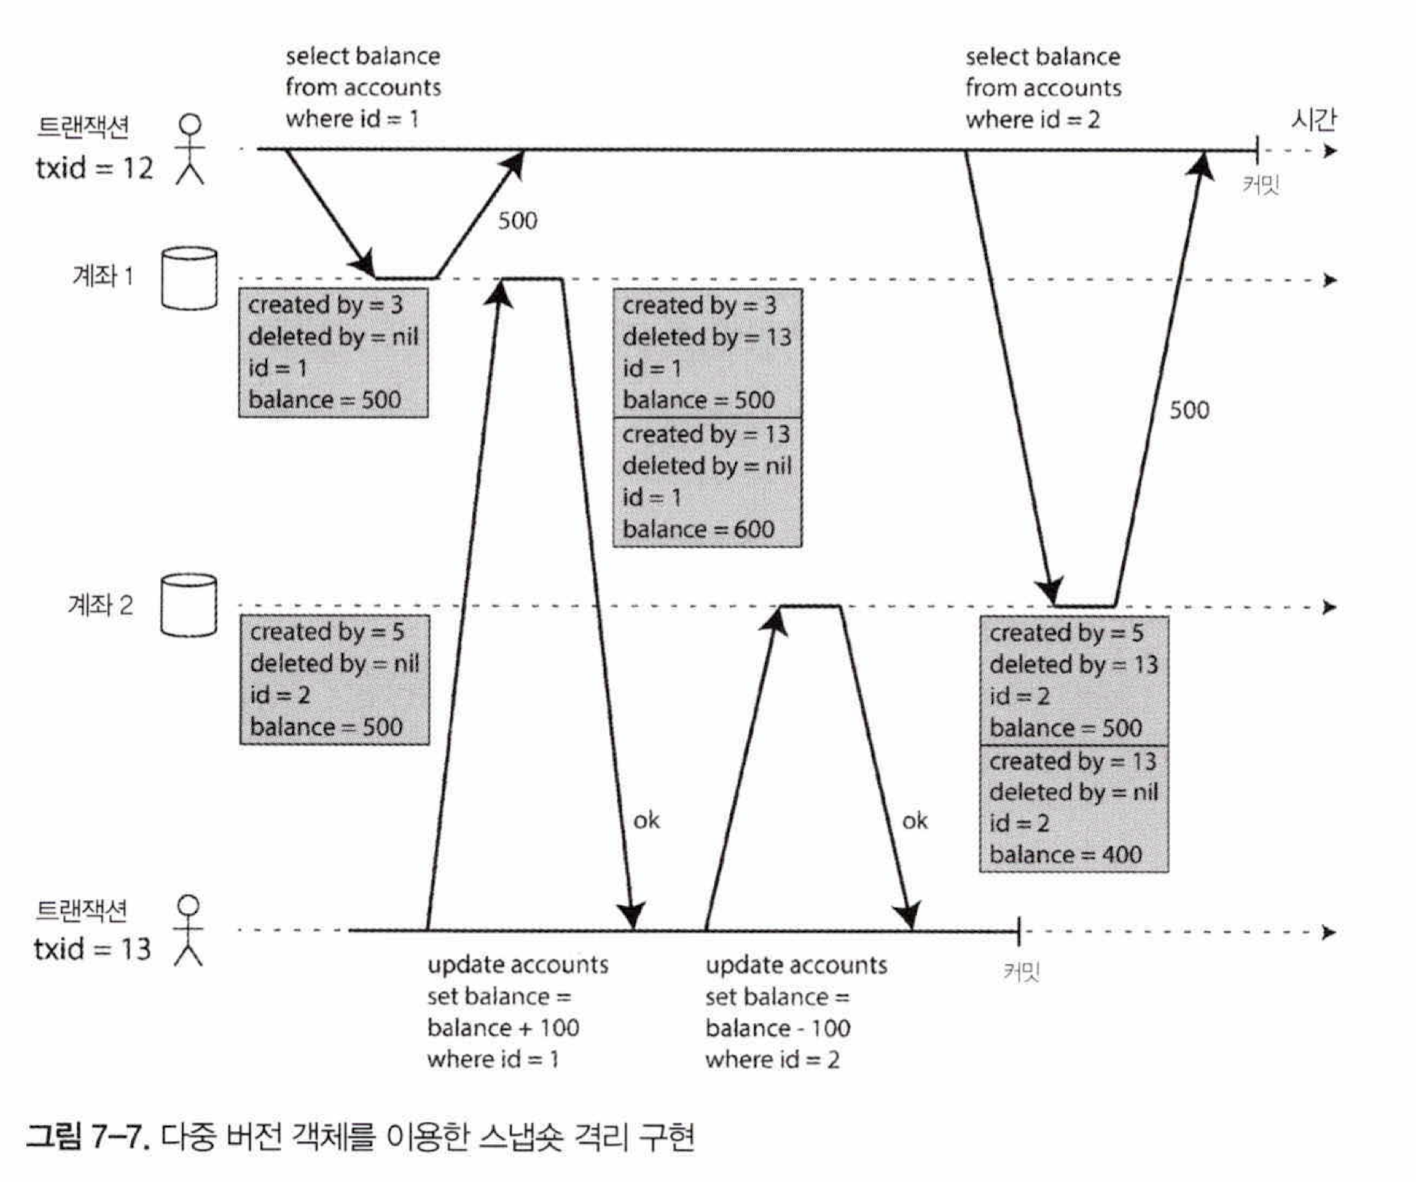 select balance
from accounts
where id = 1
select balance
from accounts
where id = 2
시간
트랜잭션
txid = 12
커밋
500
계좌 1
created by = 3
deleted by = nil
id = 1
balance = 500
created by = 3
deleted by = 13
id = 1
balance = 500
created by = 13
deleted by = nil
id = 1
balance = 600
500
계좌 2
created by = 5
deleted by = nil
id = 2
balance = 500
created by = 5
deleted by = 13
id = 2
balance = 500
created by = 13
deleted by = nil
id = 2
balance = 400
ok
ok
트랜잭션
txid = 13
커밋
update accounts
set balance =
balance + 100
where id = 1
update accounts
set balance =
balance - 100
where id = 2
그림 7-7. 다중 버전 객체를 이용한 스냅숏 격리 구현